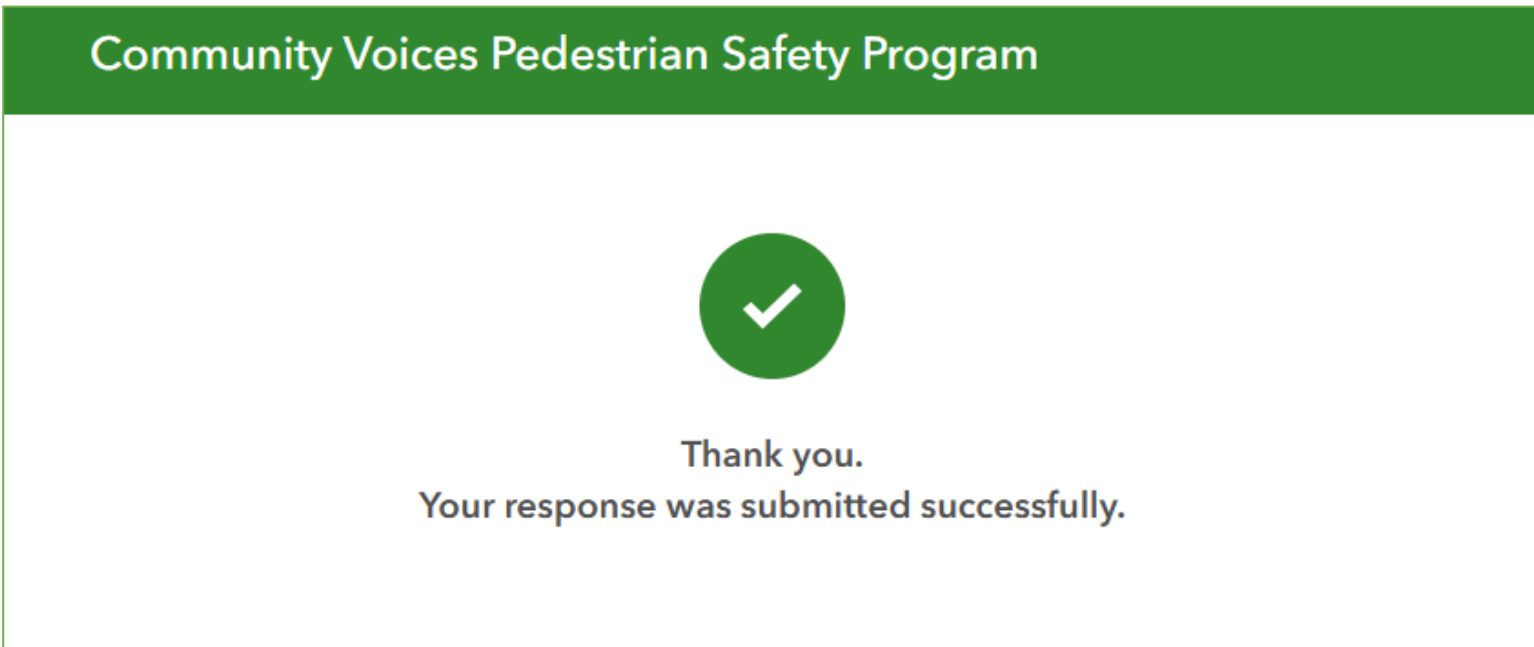 Community Voices Pedestrian Safety Program
Thank you.
Your response was submitted successfully.